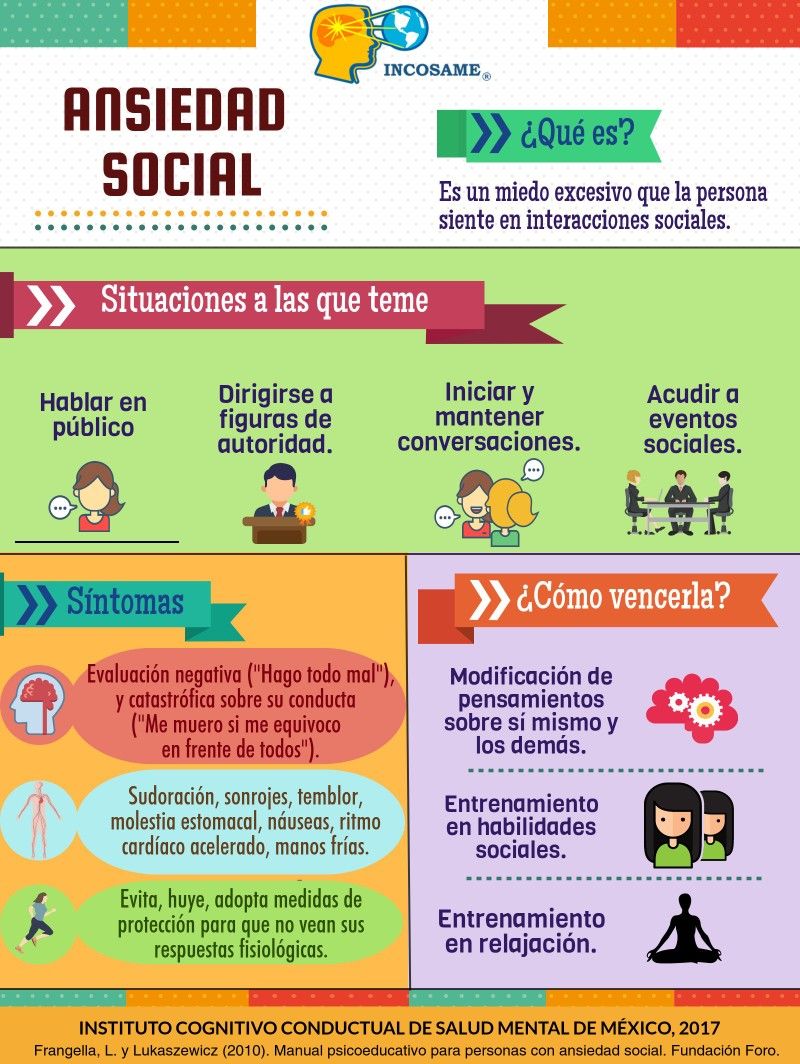 INCOSAME®
ANSIEDAD
SOCIAL
¿Qué es?
Es un miedo excesivo que la persona
siente en interacciones sociales.
Situaciones a las que teme
Hablar en
público
Dirigirse a
figuras de
autoridad.
Iniciar y
mantener
conversaciones.
Acudir a
eventos
sociales.
Síntomas
Evaluación negativa ("Hago todo mal"),
y catastrófica sobre su conducta
("Me muero si me equivoco
en frente de todos").
Sudoración, sonrojes, temblor,
molestia estomacal, náuseas, ritmo
cardíaco acelerado, manos frías.
Evita, huye, adopta medidas de
protección para que no vean sus
respuestas fisiológicas.
¿Cómo vencerla?
Modificación de
pensamientos
sobre sí mismo y
los demás.
Entrenamiento
en habilidades
sociales.
Entrenamiento
en relajación.
INSTITUTO COGNITIVO CONDUCTUAL DE SALUD MENTAL DE MÉXICO, 2017
Frangella, L. y Lukaszewicz (2010). Manual psicoeducativo para personas con ansiedad social. Fundación Foro.